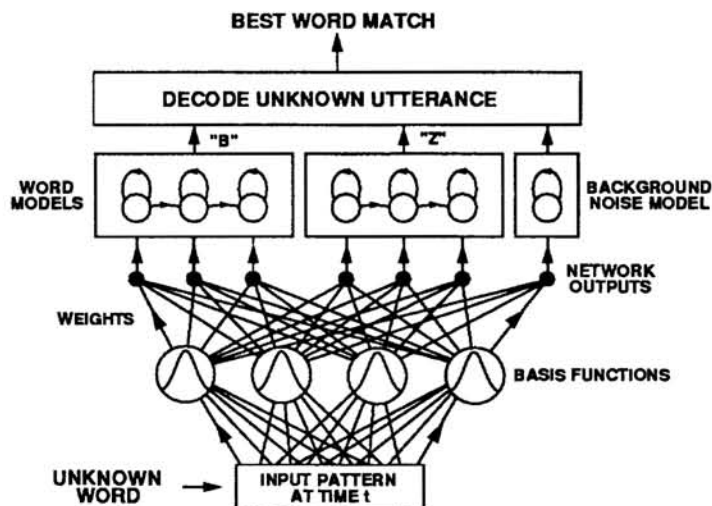 BEST WORD MATCH
DECODE UNKNOWN UTTERANCE
"B"
"Z"
WORD
MODELS
BACKGROUND
NOISE MODEL
NETWORK
OUTPUTS
WEIGHTS
BASIS FUNCTIONS
UNKNOWN
WORD
INPUT PATTERN
AT TIME t